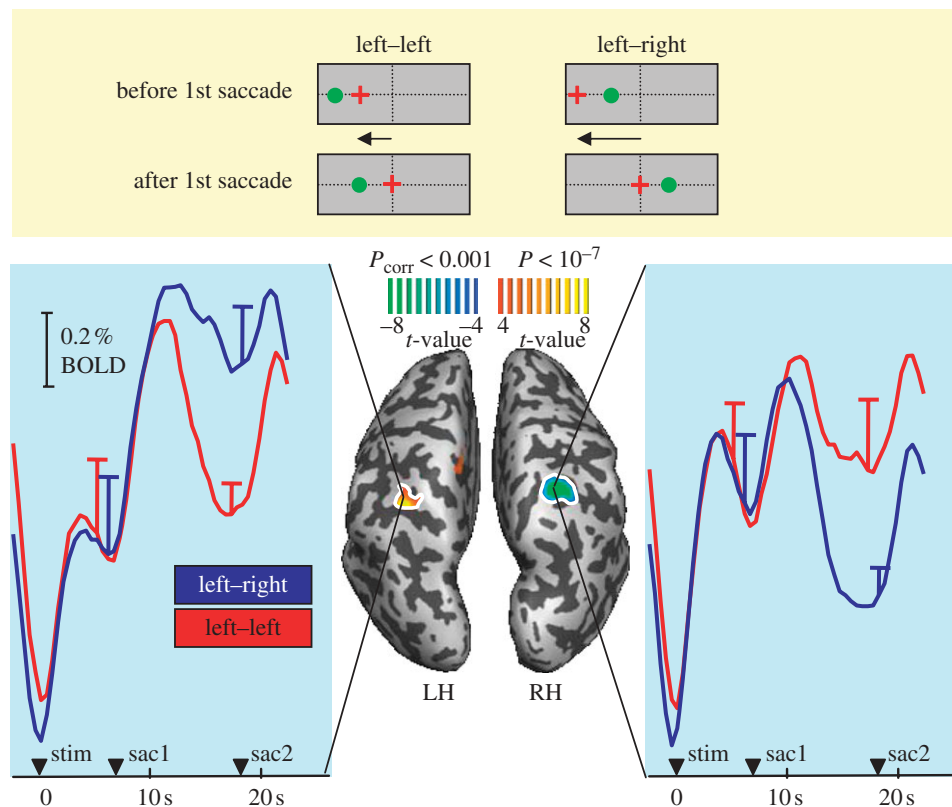 left–left left–right
before 1st saccade
after 1st saccade
P_corr < 0.001 P < 10⁻⁷
–8 –4 4 8
t-value t-value
0.2 %
BOLD
left–right
left–left
LH RH
stim sac1 sac2
0 10 s 20 s
stim sac1 sac2
0 10 s 20 s